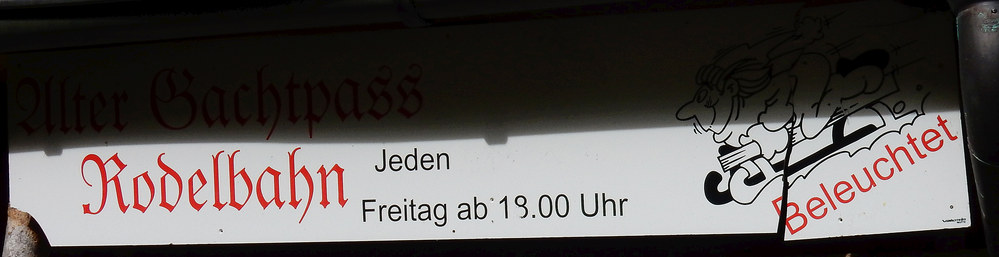 Alter Gachtpass
Rodelbahn
Jeden
Freitag ab 18.00 Uhr
Beleuchtet